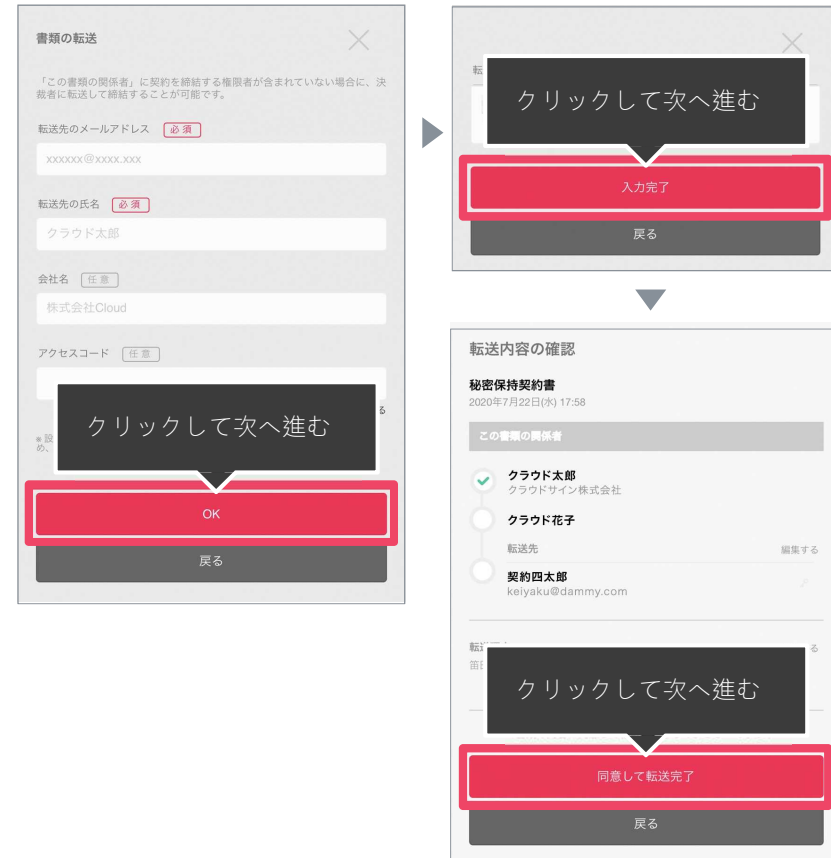 書類の転送
「この書類の関係者」に契約を締結する権限者が含まれていない場合に、決
裁者に転送して締結することが可能です。
転送先のメールアドレス 必須
xxxxxx@xxxx.xxx
転送先の氏名 必須
クラウド太郎
会社名 任意
株式会社Cloud
アクセスコード 任意
る
※設
め、
クリックして次へ進む
OK
戻る
転
クリックして次へ進む
入力完了
戻る
転送内容の確認
秘密保持契約書
2020年7月22日(水) 17:58
この書類の関係者
クラウド太郎
クラウドサイン株式会社
クラウド花子
転送先 編集する
契約四太郎
keiyaku@dammy.com
転送
る
クリックして次へ進む
同意して転送完了
戻る